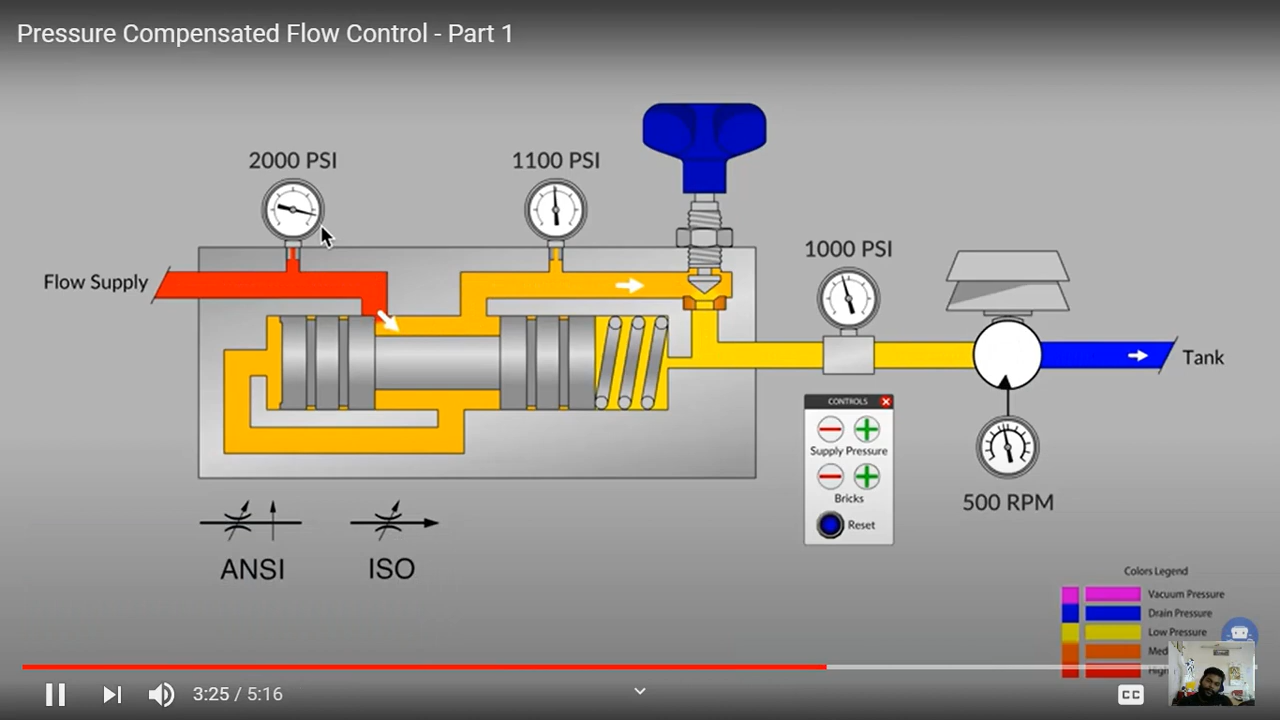 Pressure Compensated Flow Control - Part 1
2000 PSI
1100 PSI
1000 PSI
Flow Supply
Tank
CONTROLS
Supply Pressure
Bricks
Reset
500 RPM
ANSI
ISO
Colors Legend
Vacuum Pressure
Drain Pressure
Low Pressure
3:25 / 5:16
CC